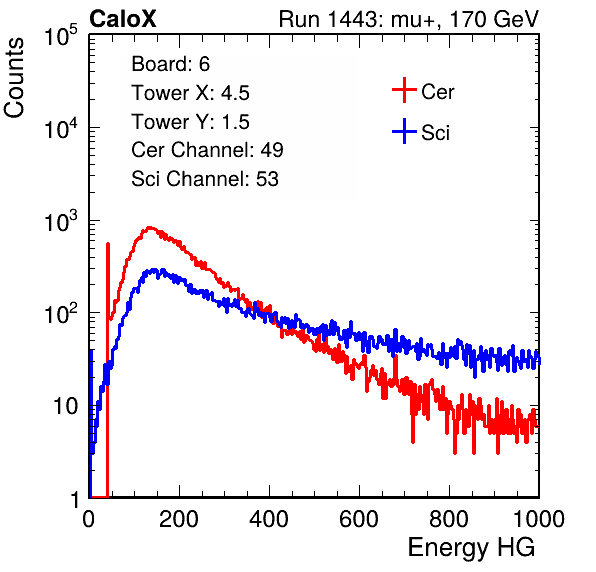 CaloX Run 1443: mu+, 170 GeV
Counts
Board: 6
Tower X: 4.5
Tower Y: 1.5
Cer Channel: 49
Sci Channel: 53
Cer
Sci
10^5
10^4
10^3
10^2
10
1
0 200 400 600 800 1000
Energy HG